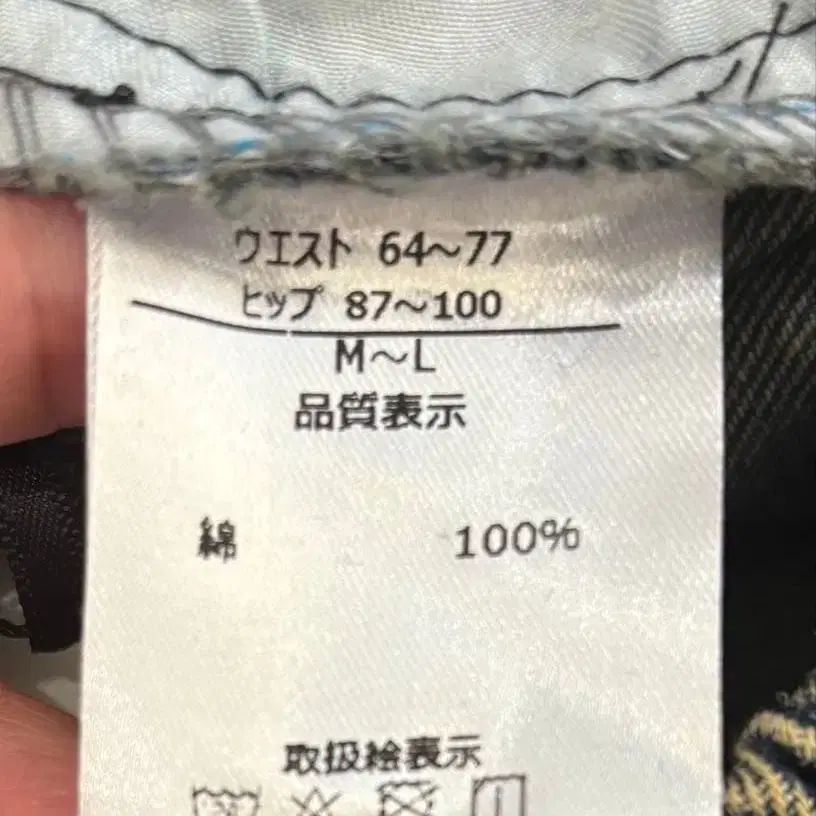 ウエスト 64～77
ヒップ 87～100
M～L
品質表示
綿 100%
取扱絵表示